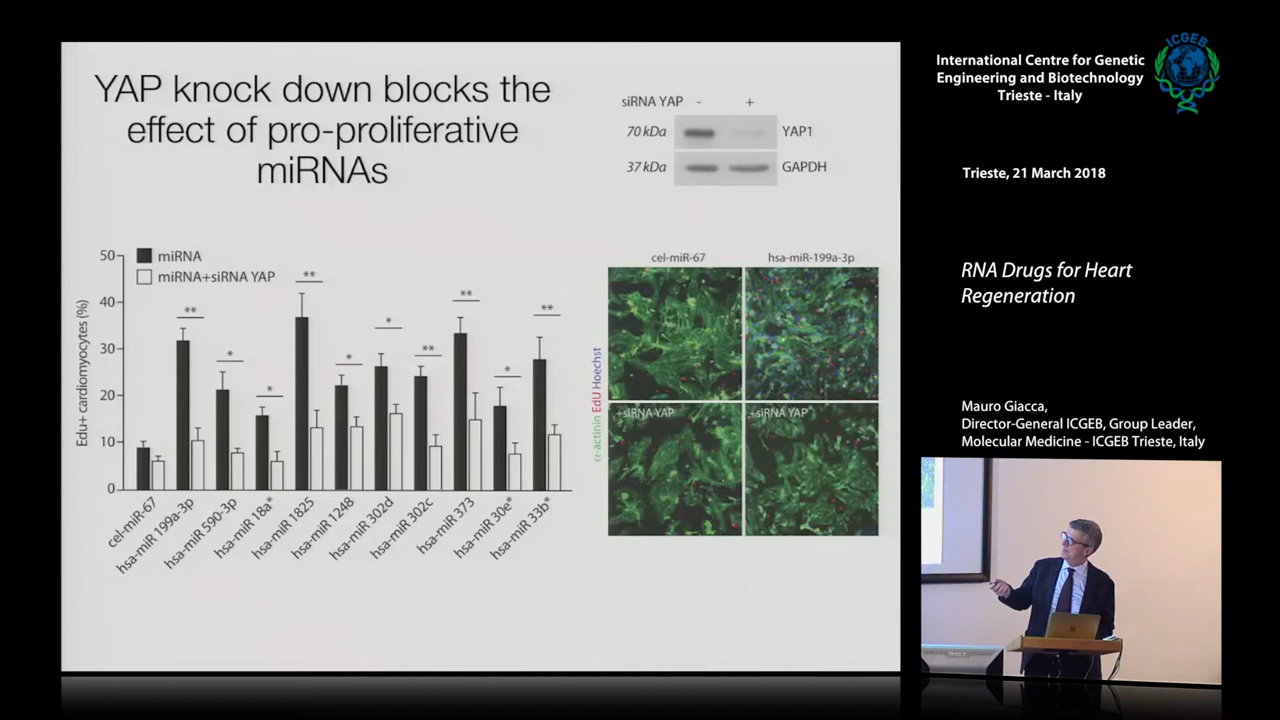 YAP knock down blocks the
effect of pro-proliferative
miRNAs
siRNA YAP - +
70 kDa YAP1
37 kDa GAPDH
50
40
30
20
10
0
Edu+ cardiomyocytes (%)
miRNA
miRNA+siRNA YAP
**
*
*
**
*
*
**
**
*
**
cel-miR-67
hsa-miR 199a-3p
hsa-miR 590-3p
hsa-miR 18a*
hsa-miR 1825
hsa-miR 1248
hsa-miR 302d
hsa-miR 302c
hsa-miR 373
hsa-miR 30e*
hsa-miR 33b*
cel-miR-67 hsa-miR-199a-3p
+siRNA YAP +siRNA YAP
α-actinin EdU Hoechst
International Centre for Genetic
Engineering and Biotechnology
Trieste - Italy
ICGEB
Trieste, 21 March 2018
RNA Drugs for Heart
Regeneration
Mauro Giacca,
Director-General ICGEB, Group Leader,
Molecular Medicine - ICGEB Trieste, Italy